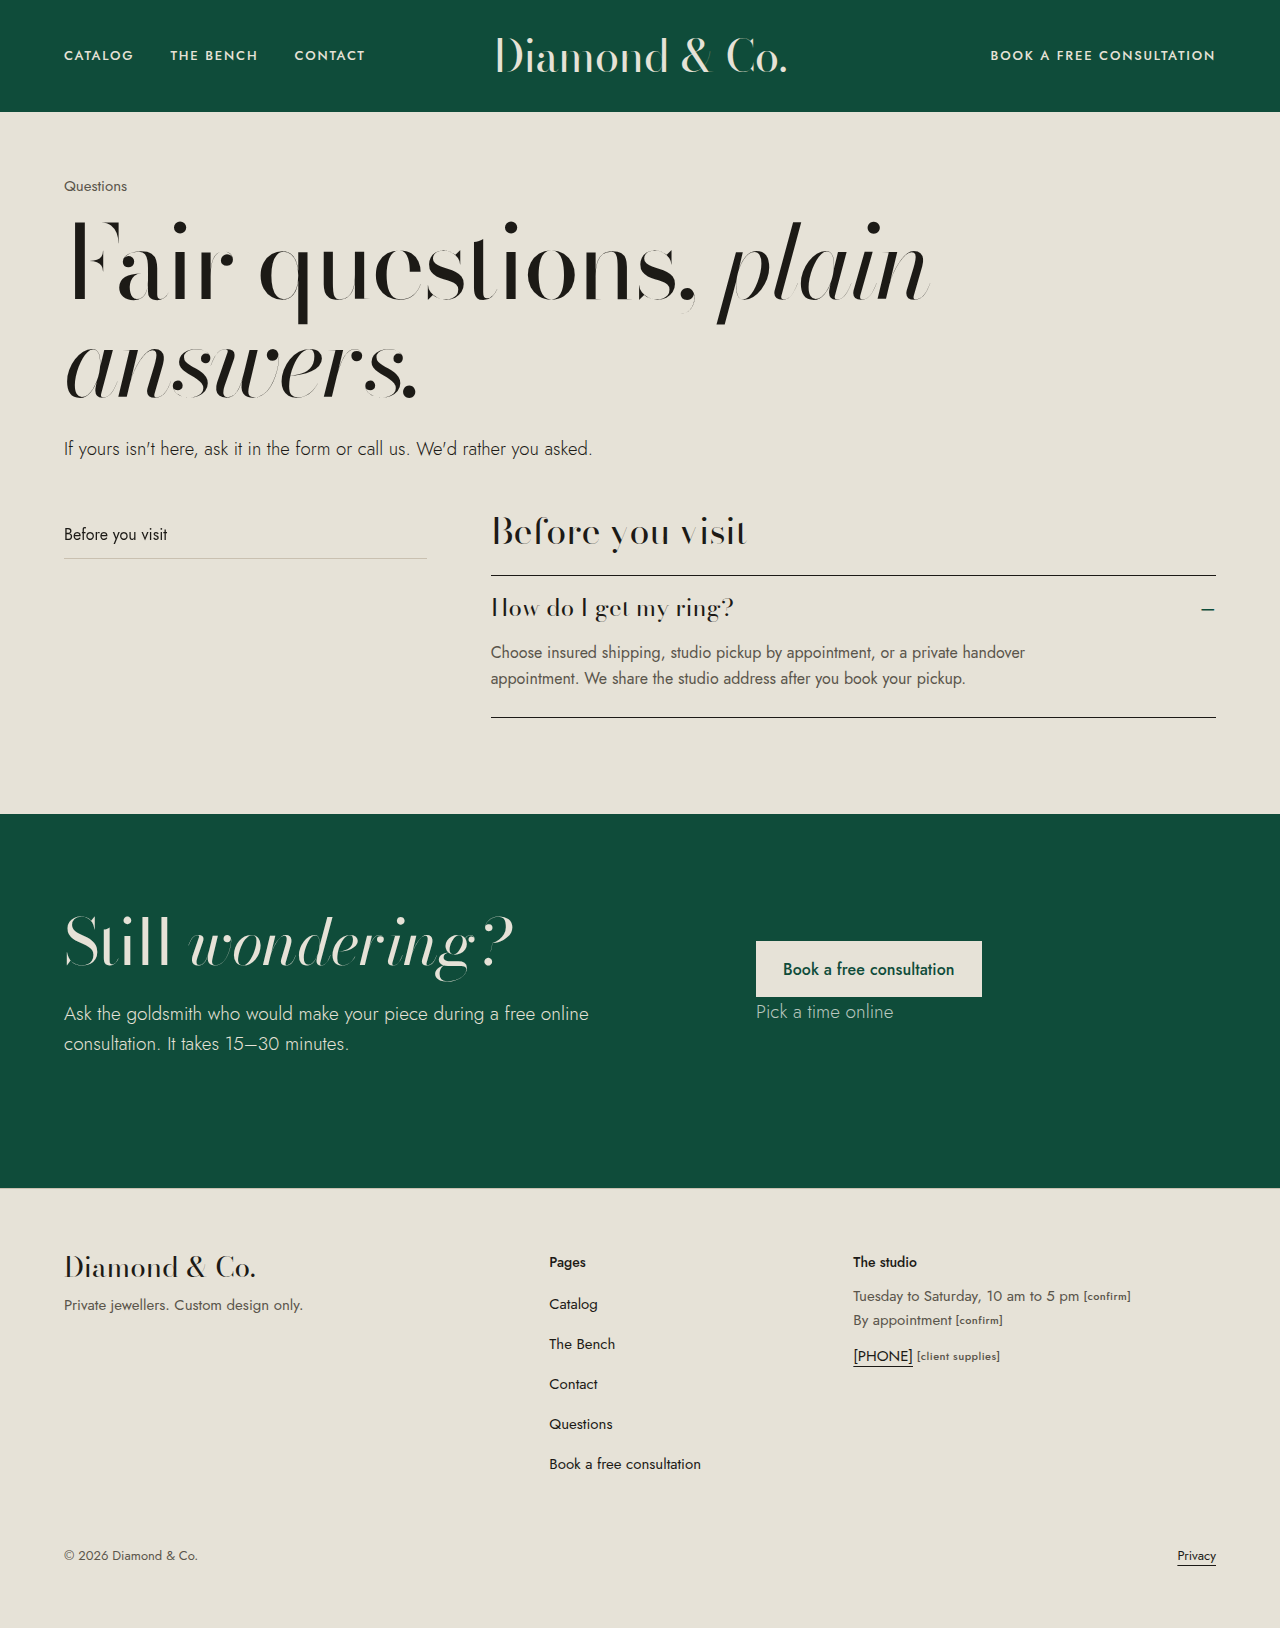 CATALOG THE BENCH CONTACT Diamond & Co. BOOK A FREE CONSULTATION
Questions
Fair questions, plain
answers.
If yours isn't here, ask it in the form or call us. We'd rather you asked.
Before you visit
Before you visit
How do I get my ring? –
Choose insured shipping, studio pickup by appointment, or a private handover
appointment. We share the studio address after you book your pickup.
Still wondering?
Ask the goldsmith who would make your piece during a free online
consultation. It takes 15–30 minutes.
Book a free consultation
Pick a time online
Diamond & Co.
Private jewellers. Custom design only.
Pages
Catalog
The Bench
Contact
Questions
Book a free consultation
The studio
Tuesday to Saturday, 10 am to 5 pm [confirm]
By appointment [confirm]
[PHONE] [client supplies]
© 2026 Diamond & Co.
Privacy